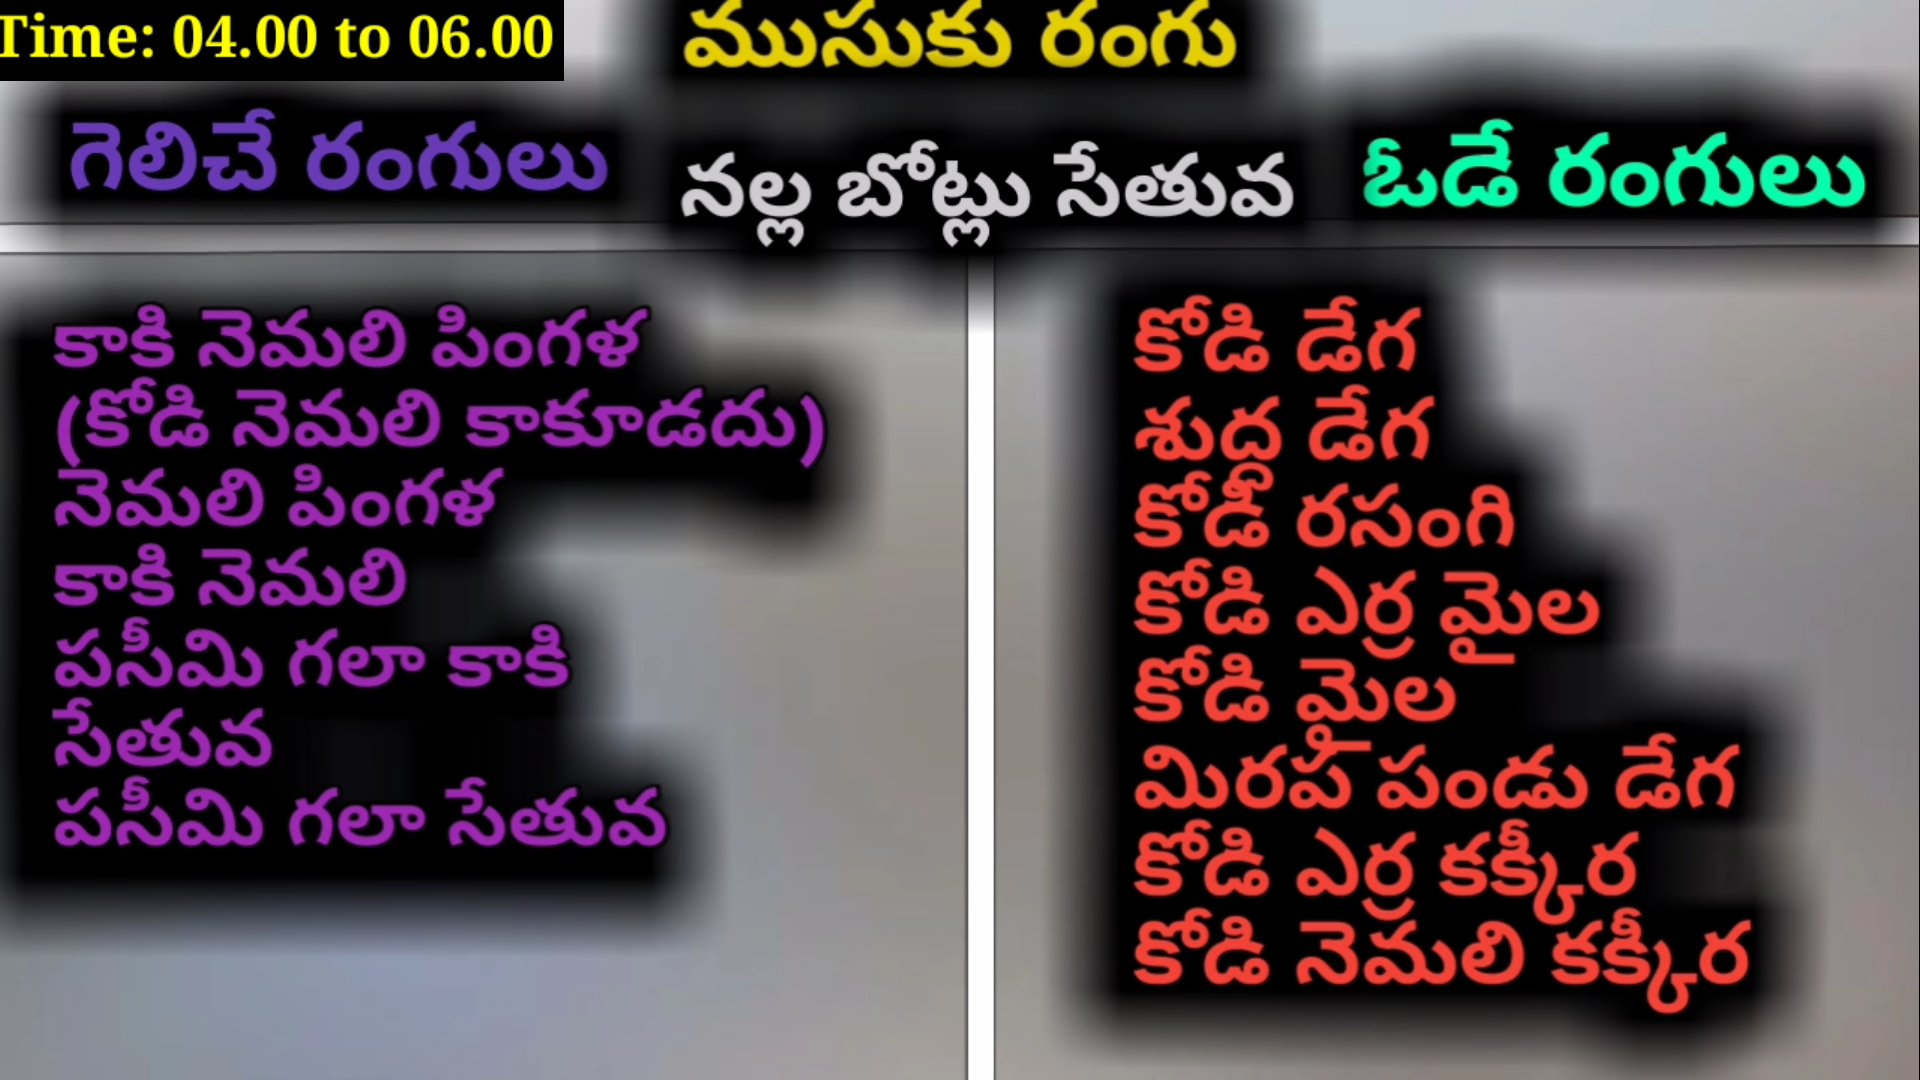 Time: 04.00 to 06.00
ముసుకు రంగు
గెలిచే రంగులు
నల్ల బోట్లు సేతువ
ఓడే రంగులు
కాకి నెమలి పింగళ
(కోడి నెమలి కాకూడదు)
నెమలి పింగళ
కాకి నెమలి
పసీమి గలా కాకి
సేతువ
పసీమి గలా సేతువ
కోడి డేగ
శుద్ధ డేగ
కోడి రసంగి
కోడి ఎర్ర మైల
కోడి మైల
మిరప పండు డేగ
కోడి ఎర్ర కక్కీర
కోడి నెమలి కక్కీర